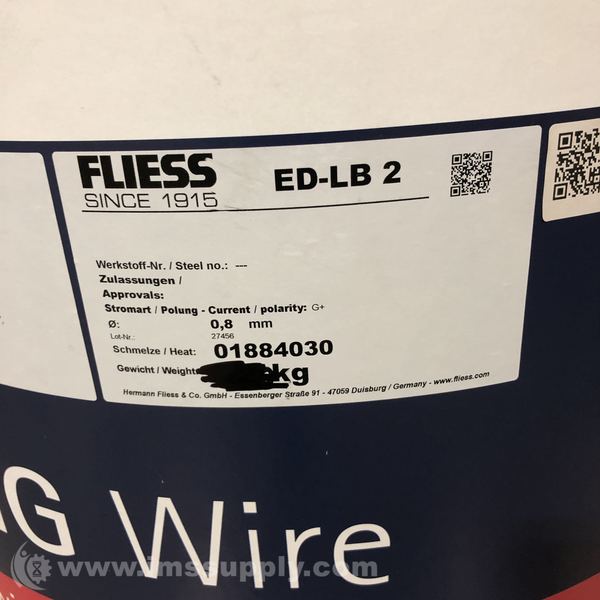 FLIESS
SINCE 1915
ED-LB 2
Werkstoff-Nr. / Steel no.: ---
Zulassungen /
Approvals:
Stromart / Polung - Current / polarity: G+
Ø: 0,8 mm
Lot-Nr.: 27456
Schmelze / Heat: 01884030
Gewicht / Weight: kg
Hermann Fliess & Co. GmbH - Essenberger Straße 91 - 47059 Duisburg / Germany - www.fliess.com
G Wire
www.imssupply.com